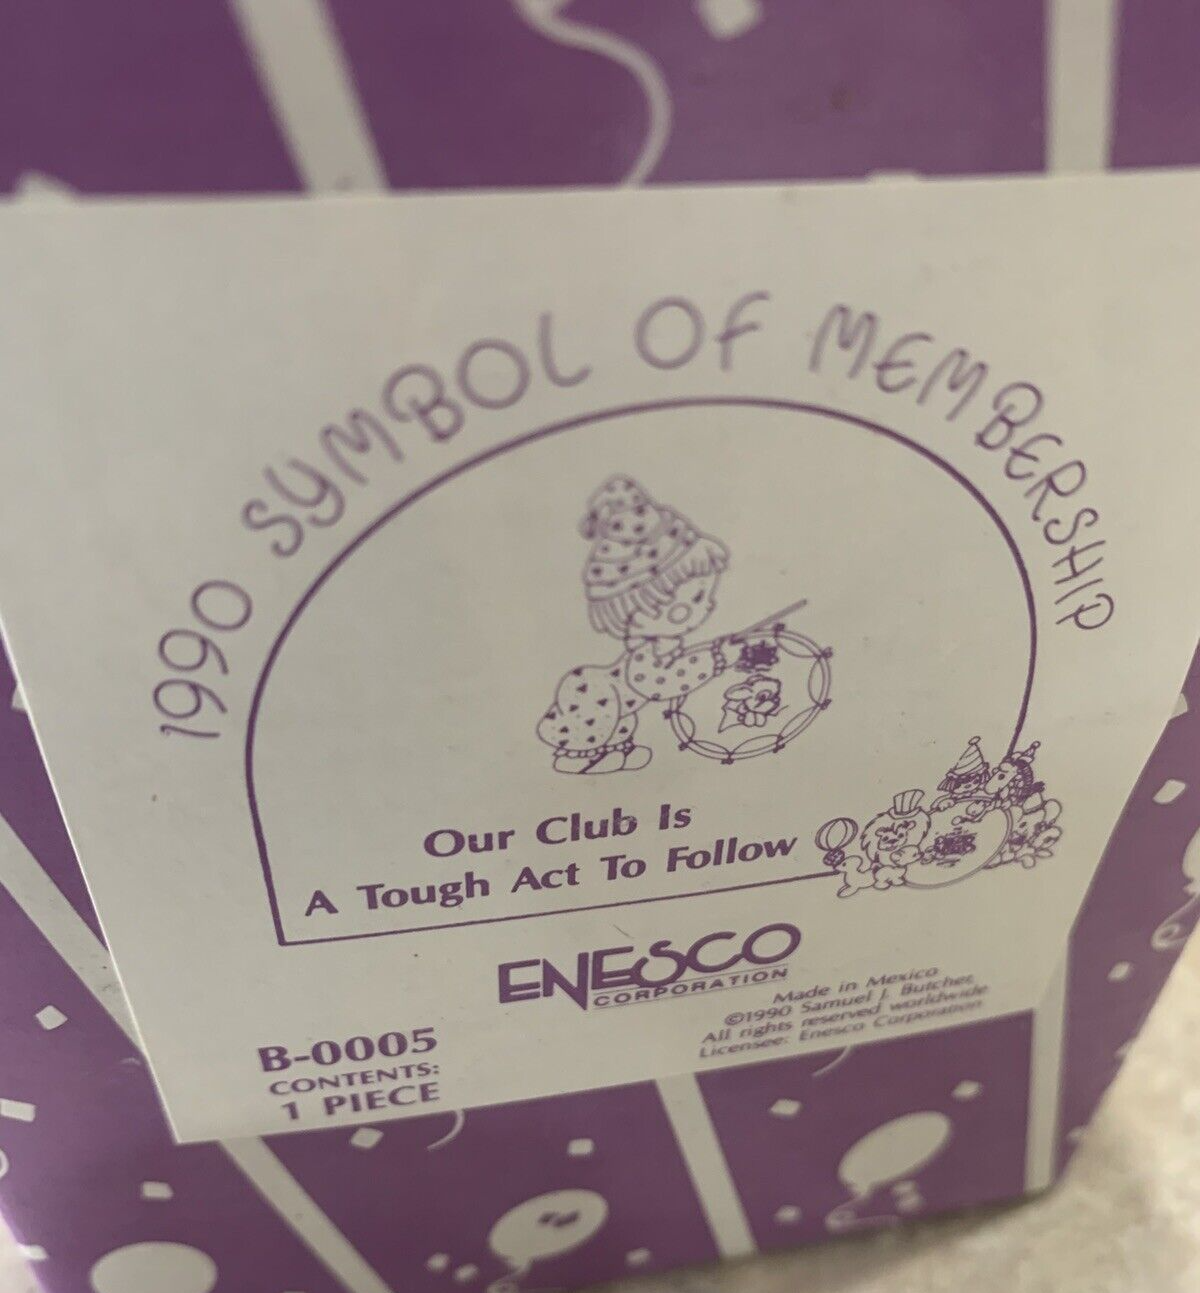 1990 SYMBOL OF MEMBERSHIP
Our Club Is
A Tough Act To Follow
ENESCO
CORPORATION
B-0005
CONTENTS:
1 PIECE
Made in Mexico
©1990 Samuel J. Butcher
All rights reserved worldwide
Licensee: Enesco Corporation